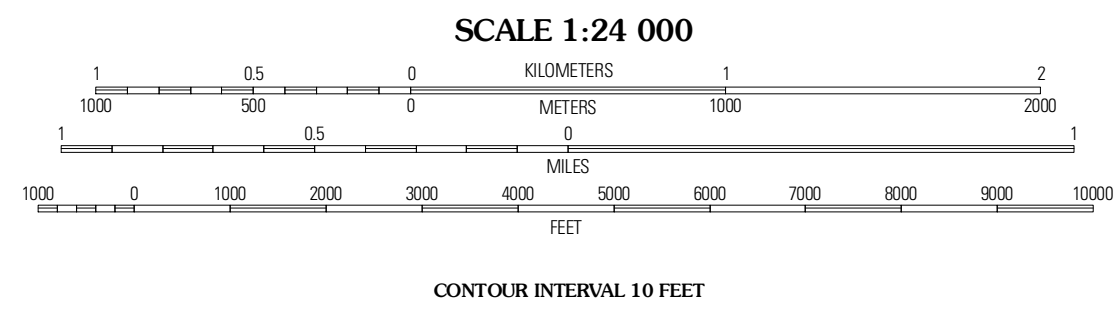 SCALE 1:24 000
1 0.5 0 KILOMETERS 1 2
1000 500 0 METERS 1000 2000
1 0.5 0 1
MILES
1000 0 1000 2000 3000 4000 5000 6000 7000 8000 9000 10000
FEET
CONTOUR INTERVAL 10 FEET